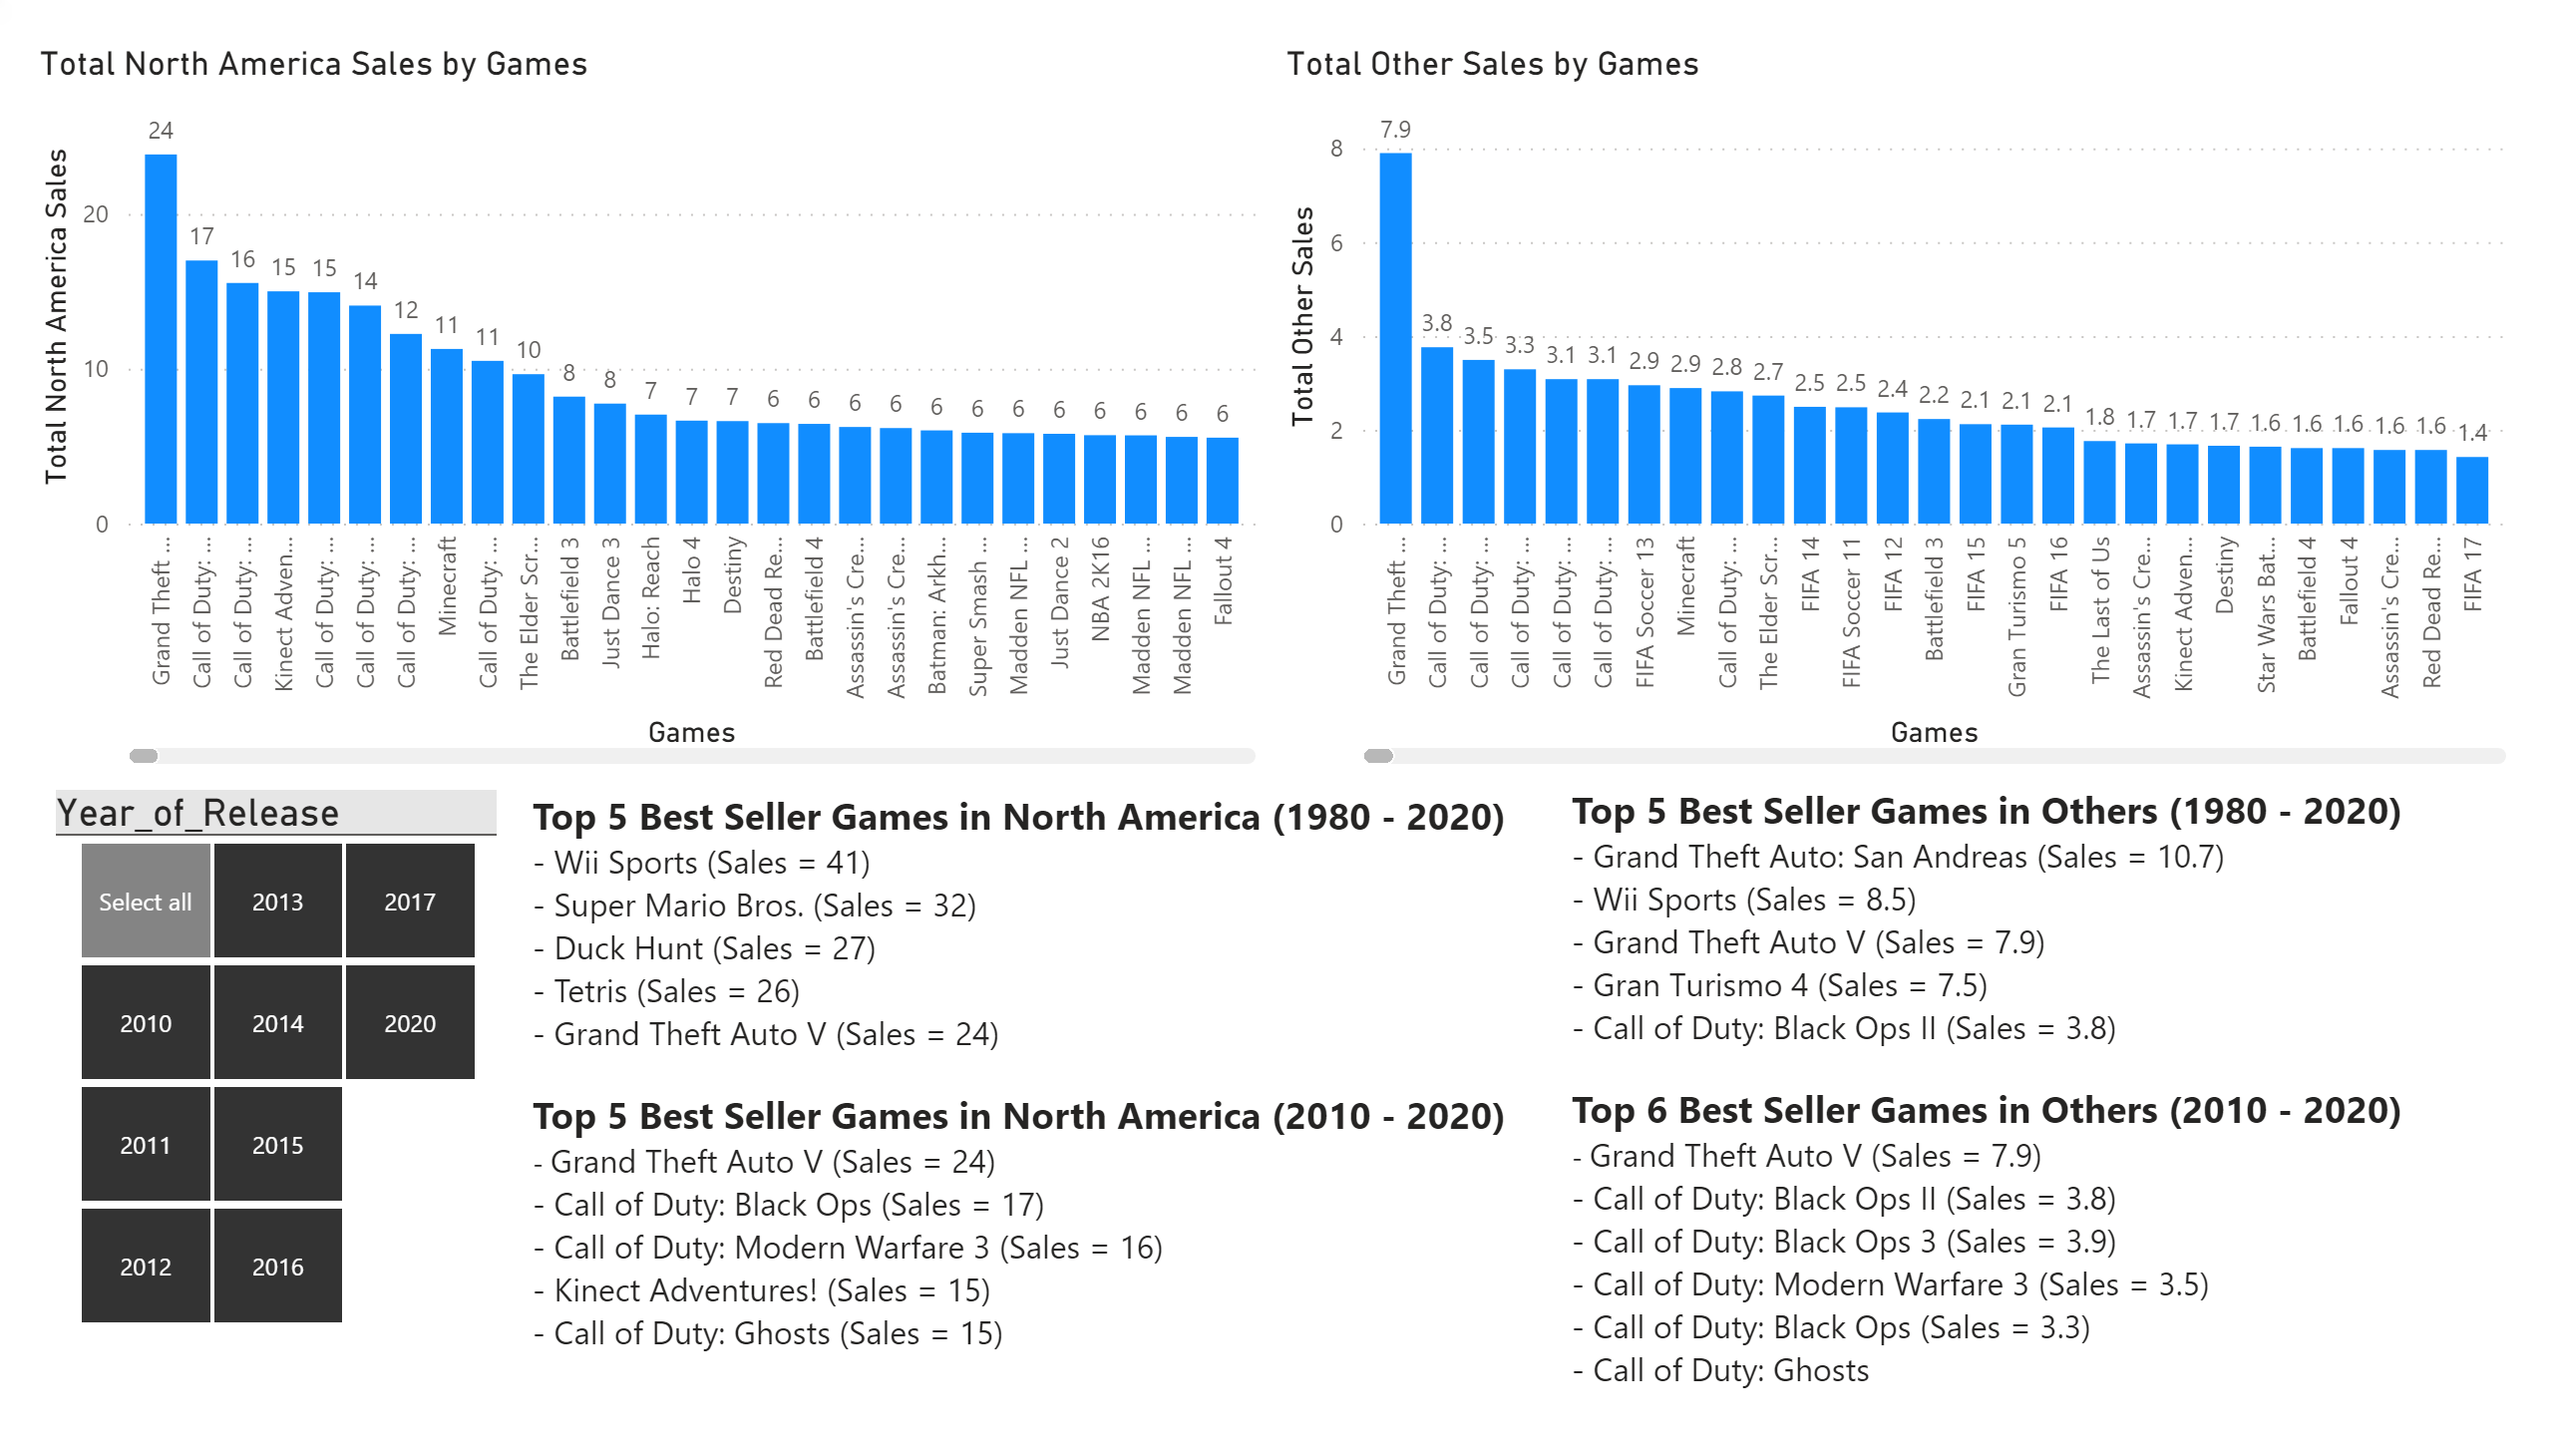 Total North America Sales by Games
Total North America Sales
20
10
0
24
17
16
15
15
14
12
11
11
10
8
8
7
7
7
6
6
6
6
6
6
6
6
6
6
6
6
Grand Theft ...
Call of Duty: ...
Call of Duty: ...
Kinect Adven...
Call of Duty: ...
Call of Duty: ...
Call of Duty: ...
Minecraft
Call of Duty: ...
The Elder Scr...
Battlefield 3
Just Dance 3
Halo: Reach
Halo 4
Destiny
Red Dead Re...
Battlefield 4
Assassin's Cre...
Assassin's Cre...
Batman: Arkh...
Super Smash ...
Madden NFL ...
Just Dance 2
NBA 2K16
Madden NFL ...
Madden NFL ...
Fallout 4
Games
Total Other Sales by Games
Total Other Sales
8
6
4
2
0
7.9
3.8
3.5
3.3
3.1
3.1
2.9
2.9
2.8
2.7
2.5
2.5
2.4
2.2
2.1
2.1
2.1
1.8
1.7
1.7
1.7
1.6
1.6
1.6
1.6
1.6
1.4
Grand Theft ...
Call of Duty: ...
Call of Duty: ...
Call of Duty: ...
Call of Duty: ...
Call of Duty: ...
FIFA Soccer 13
Minecraft
Call of Duty: ...
The Elder Scr...
FIFA 14
FIFA Soccer 11
FIFA 12
Battlefield 3
FIFA 15
Gran Turismo 5
FIFA 16
The Last of Us
Assassin's Cre...
Kinect Adven...
Destiny
Star Wars Bat...
Battlefield 4
Fallout 4
Assassin's Cre...
Red Dead Re...
FIFA 17
Games
Year_of_Release
Select all
2013
2017
2010
2014
2020
2011
2015
2012
2016
Top 5 Best Seller Games in North America (1980 - 2020)
- Wii Sports (Sales = 41)
- Super Mario Bros. (Sales = 32)
- Duck Hunt (Sales = 27)
- Tetris (Sales = 26)
- Grand Theft Auto V (Sales = 24)
Top 5 Best Seller Games in North America (2010 - 2020)
- Grand Theft Auto V (Sales = 24)
- Call of Duty: Black Ops (Sales = 17)
- Call of Duty: Modern Warfare 3 (Sales = 16)
- Kinect Adventures! (Sales = 15)
- Call of Duty: Ghosts (Sales = 15)
Top 5 Best Seller Games in Others (1980 - 2020)
- Grand Theft Auto: San Andreas (Sales = 10.7)
- Wii Sports (Sales = 8.5)
- Grand Theft Auto V (Sales = 7.9)
- Gran Turismo 4 (Sales = 7.5)
- Call of Duty: Black Ops II (Sales = 3.8)
Top 6 Best Seller Games in Others (2010 - 2020)
- Grand Theft Auto V (Sales = 7.9)
- Call of Duty: Black Ops II (Sales = 3.8)
- Call of Duty: Black Ops 3 (Sales = 3.9)
- Call of Duty: Modern Warfare 3 (Sales = 3.5)
- Call of Duty: Black Ops (Sales = 3.3)
- Call of Duty: Ghosts